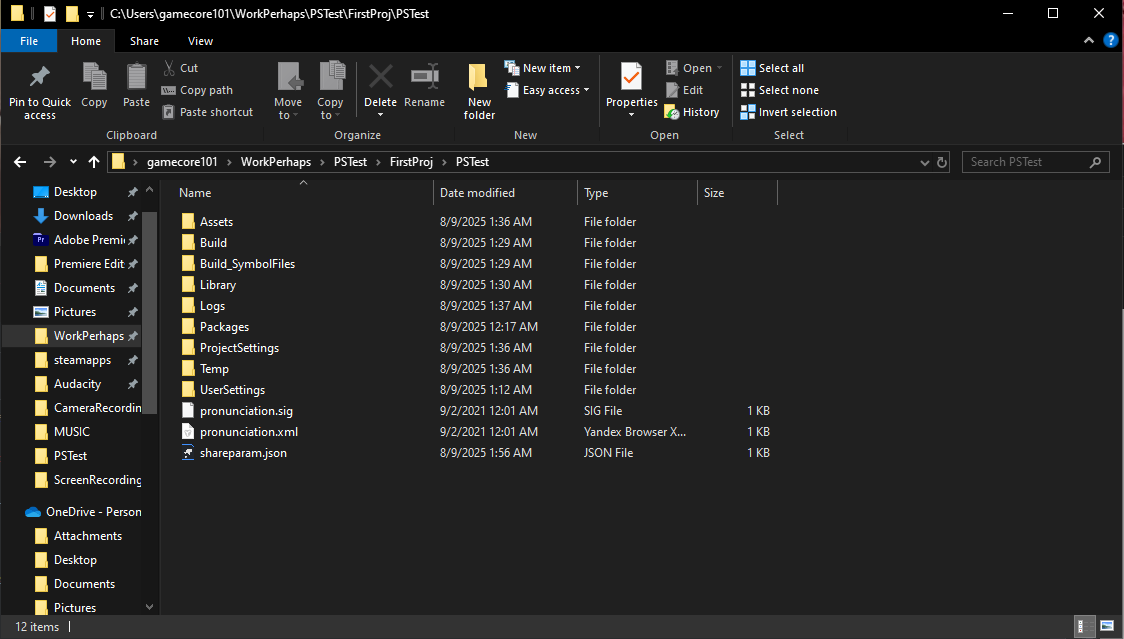 C:\Users\gamecore101\WorkPerhaps\PSTest\FirstProj\PSTest
File Home Share View
Pin to Quick access
Copy
Paste
Cut
Copy path
Paste shortcut
Clipboard
Move to
Copy to
Delete
Rename
Organize
New folder
New item
Easy access
New
Properties
Open
Edit
History
Open
Select all
Select none
Invert selection
Select
gamecore101 > WorkPerhaps > PSTest > FirstProj > PSTest
Search PSTest
Desktop
Downloads
Adobe Premi
Premiere Edit
Documents
Pictures
WorkPerhaps
steamapps
Audacity
CameraRecordin
MUSIC
PSTest
ScreenRecording
OneDrive - Person
Attachments
Desktop
Documents
Pictures
Name Date modified Type Size
Assets 8/9/2025 1:36 AM File folder
Build 8/9/2025 1:29 AM File folder
Build_SymbolFiles 8/9/2025 1:29 AM File folder
Library 8/9/2025 1:30 AM File folder
Logs 8/9/2025 1:37 AM File folder
Packages 8/9/2025 12:17 AM File folder
ProjectSettings 8/9/2025 1:36 AM File folder
Temp 8/9/2025 1:36 AM File folder
UserSettings 8/9/2025 1:12 AM File folder
pronunciation.sig 9/2/2021 12:01 AM SIG File 1 KB
pronunciation.xml 9/2/2021 12:01 AM Yandex Browser X... 1 KB
shareparam.json 8/9/2025 1:56 AM JSON File 1 KB
12 items